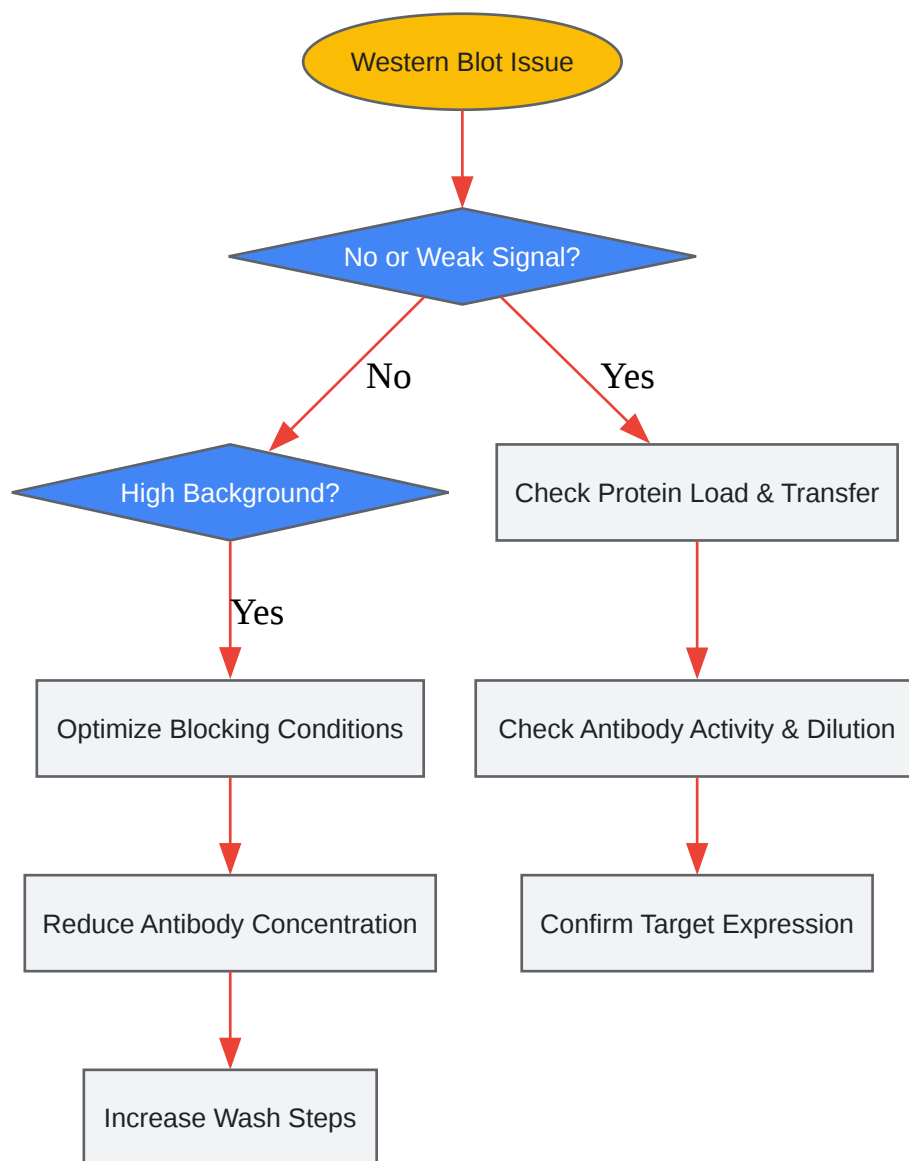 Western Blot Issue
No or Weak Signal?
No
Yes
High Background?
Check Protein Load & Transfer
Yes
Optimize Blocking Conditions
Check Antibody Activity & Dilution
Reduce Antibody Concentration
Confirm Target Expression
Increase Wash Steps